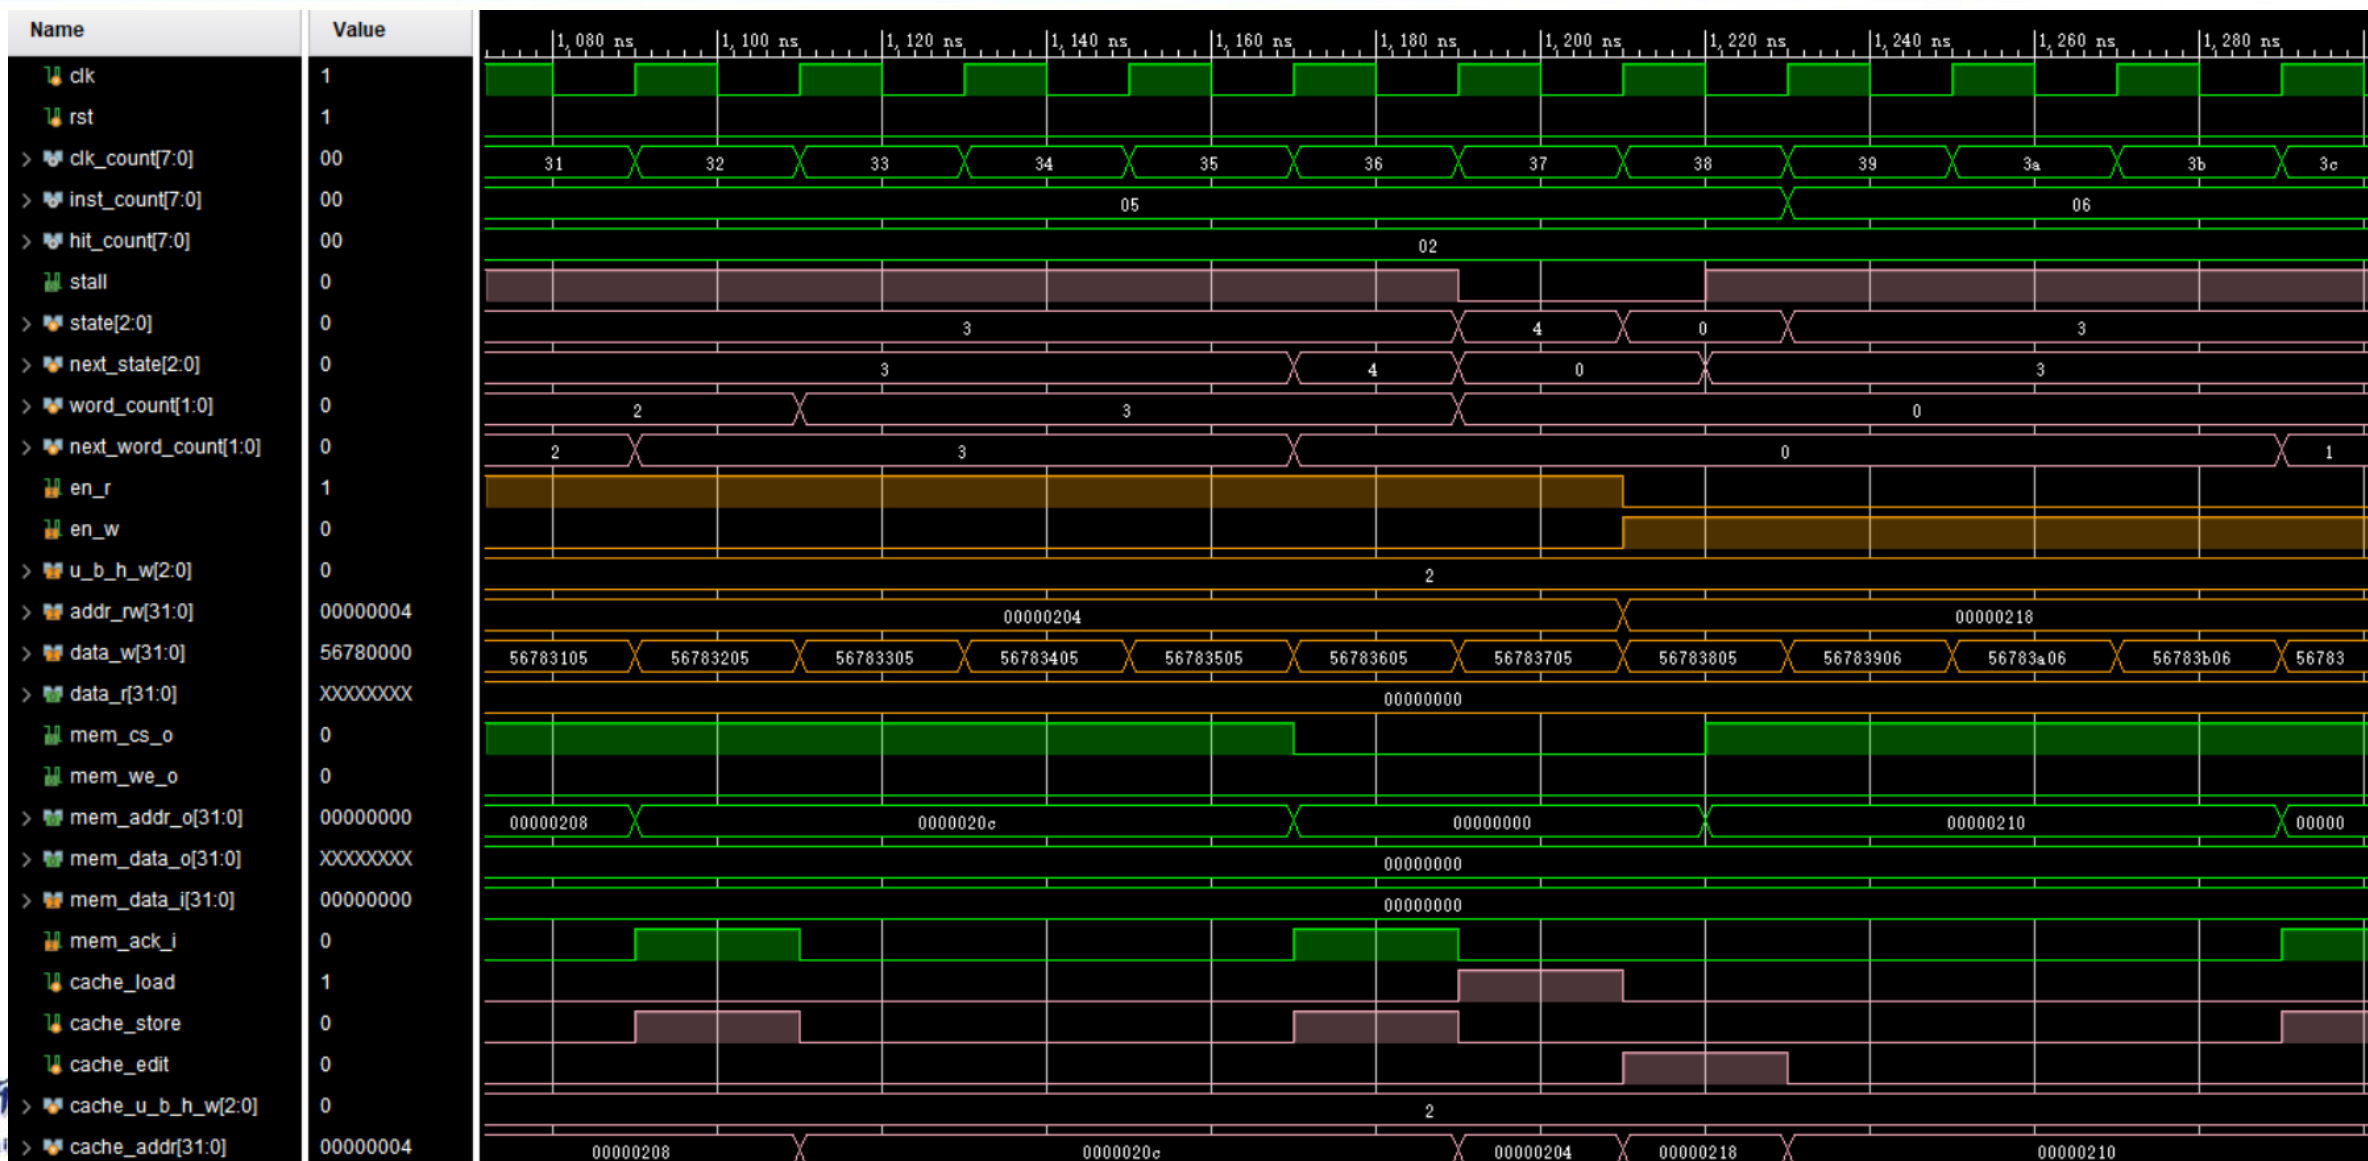 Name Value 1,080 ns 1,100 ns 1,120 ns 1,140 ns 1,160 ns 1,180 ns 1,200 ns 1,220 ns 1,240 ns 1,260 ns 1,280 ns
clk 1
rst 1
clk_count[7:0] 00 31 32 33 34 35 36 37 38 39 3a 3b 3c
inst_count[7:0] 00 05 06
hit_count[7:0] 00 02
stall 0
state[2:0] 0 3 4 0 3
next_state[2:0] 0 3 4 0 3
word_count[1:0] 0 2 3 0
next_word_count[1:0] 0 2 3 0 1
en_r 1
en_w 0
u_b_h_w[2:0] 0 2
addr_rw[31:0] 00000004 00000204 00000218
data_w[31:0] 56780000 56783105 56783205 56783305 56783405 56783505 56783605 56783705 56783805 56783906 56783a06 56783b06 56783
data_r[31:0] XXXXXXXX 00000000
mem_cs_o 0
mem_we_o 0
mem_addr_o[31:0] 00000000 00000208 0000020c 00000000 00000210 00000
mem_data_o[31:0] XXXXXXXX 00000000
mem_data_i[31:0] 00000000 00000000
mem_ack_i 0
cache_load 1
cache_store 0
cache_edit 0
cache_u_b_h_w[2:0] 0 2
cache_addr[31:0] 00000004 00000208 0000020c 00000204 00000218 00000210